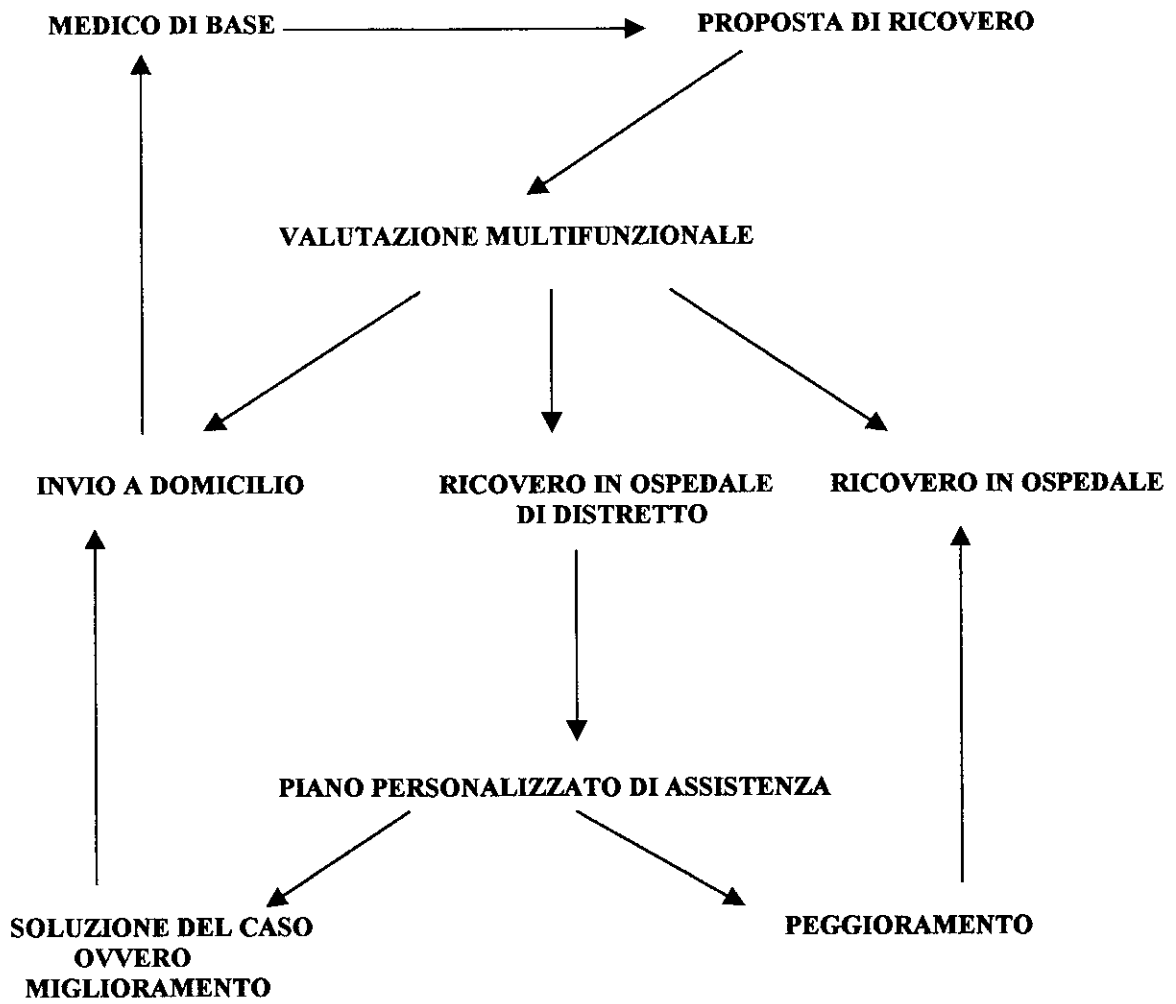 MEDICO DI BASE
PROPOSTA DI RICOVERO
VALUTAZIONE MULTIFUNZIONALE
INVIO A DOMICILIO
RICOVERO IN OSPEDALE
DI DISTRETTO
RICOVERO IN OSPEDALE
PIANO PERSONALIZZATO DI ASSISTENZA
SOLUZIONE DEL CASO
OVVERO
MIGLIORAMENTO
PEGGIORAMENTO